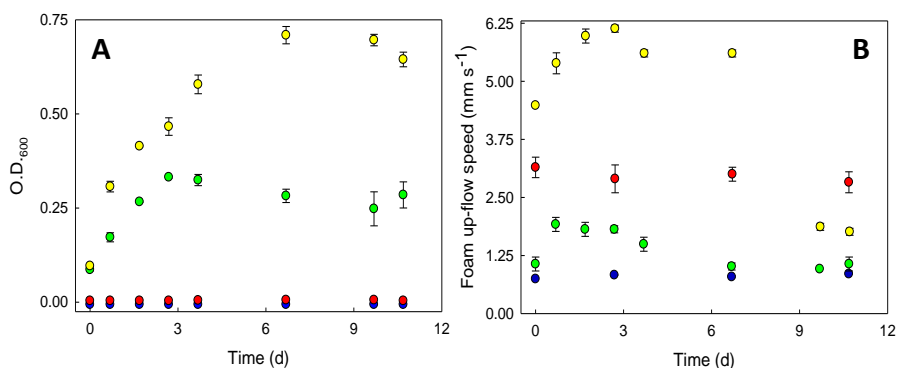 A
O.D.600
0.75
0.50
0.25
0.00
0 3 6 9 12
Time (d)
B
Foam up-flow speed (mm s-1)
6.25
5.00
3.75
2.50
1.25
0.00
0 3 6 9 12
Time (d)